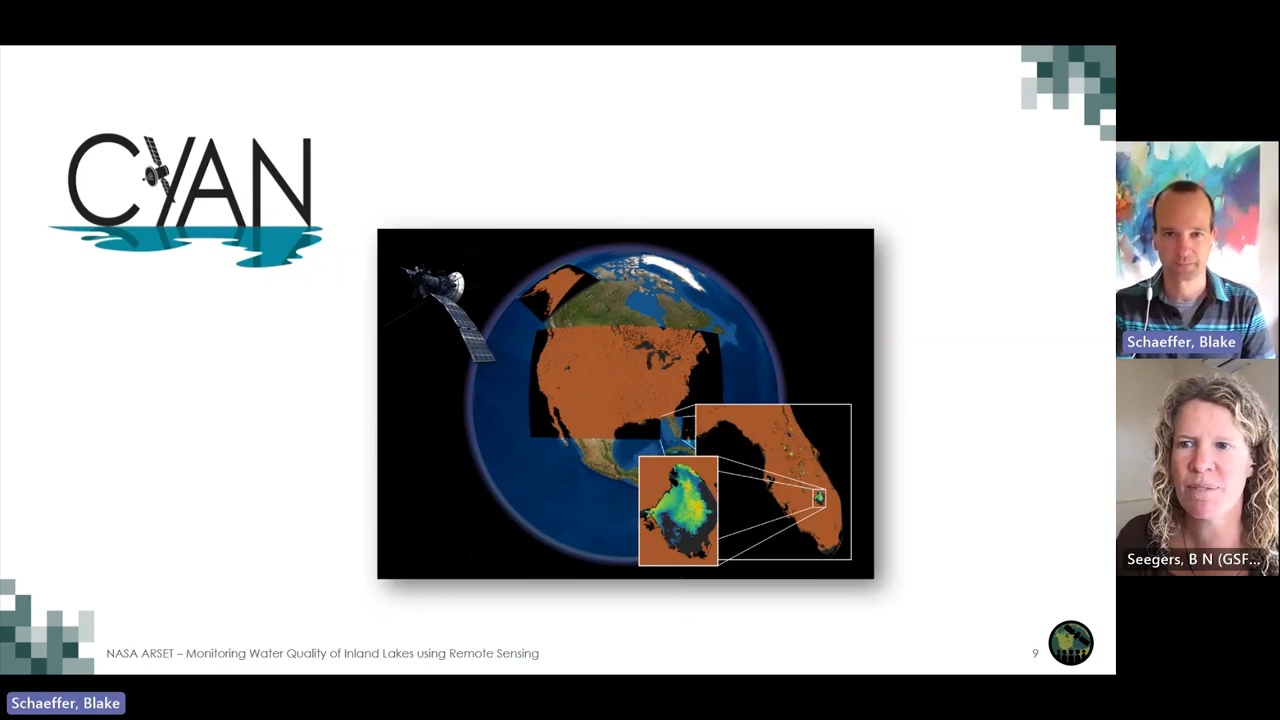 CYAN
NASA ARSET – Monitoring Water Quality of Inland Lakes using Remote Sensing
9
Schaeffer, Blake
Seegers, B N (GSF...
Schaeffer, Blake